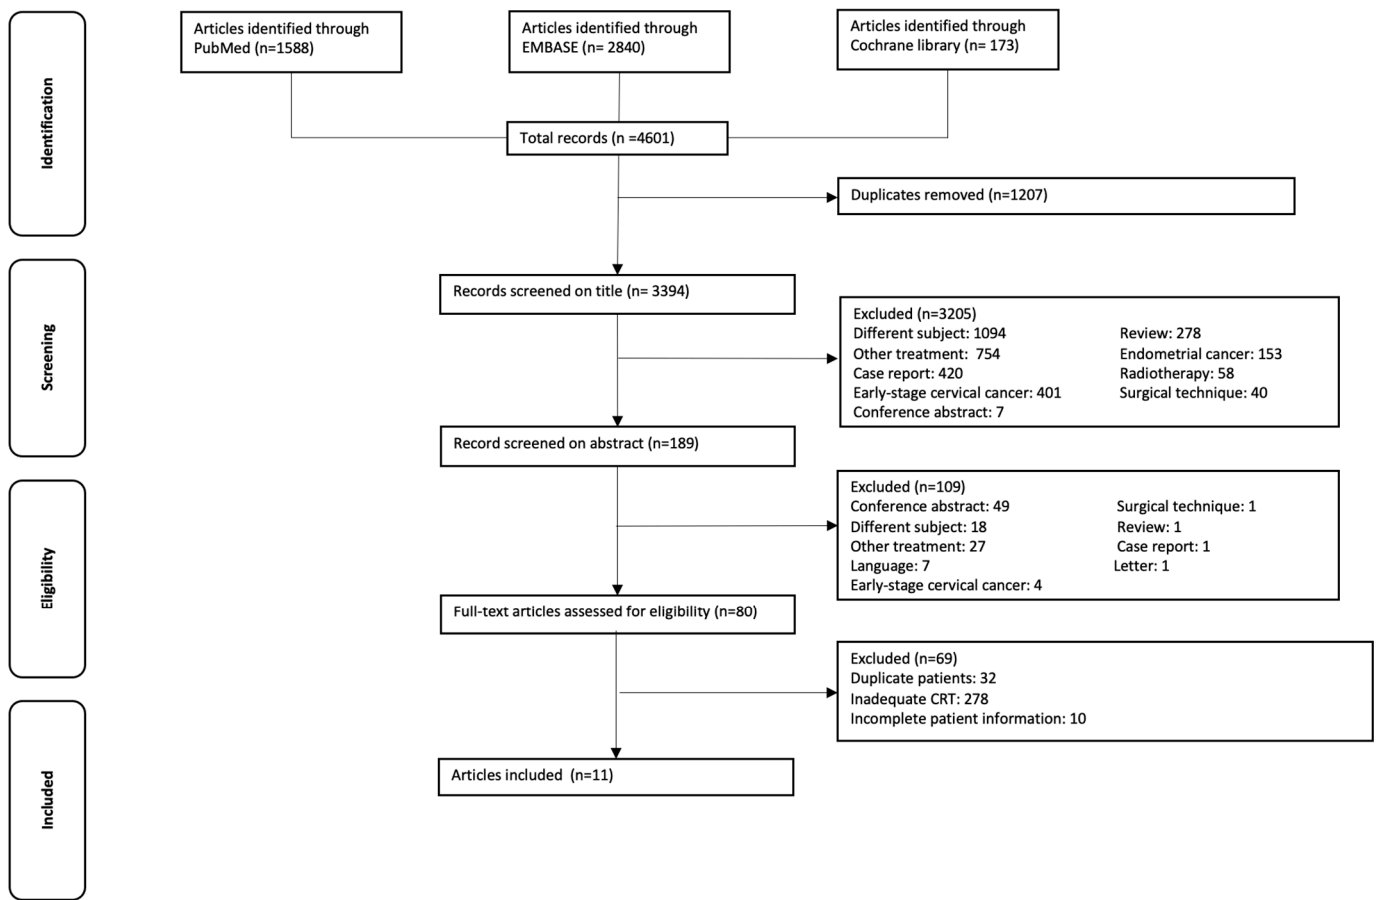 Identification
Articles identified through
PubMed (n=1588)
Articles identified through
EMBASE (n= 2840)
Articles identified through
Cochrane library (n= 173)
Total records (n =4601)
Duplicates removed (n=1207)
Screening
Records screened on title (n= 3394)
Excluded (n=3205)
Different subject: 1094 Review: 278
Other treatment: 754 Endometrial cancer: 153
Case report: 420 Radiotherapy: 58
Early-stage cervical cancer: 401 Surgical technique: 40
Conference abstract: 7
Record screened on abstract (n=189)
Eligibility
Excluded (n=109)
Conference abstract: 49 Surgical technique: 1
Different subject: 18 Review: 1
Other treatment: 27 Case report: 1
Language: 7 Letter: 1
Early-stage cervical cancer: 4
Full-text articles assessed for eligibility (n=80)
Excluded (n=69)
Duplicate patients: 32
Inadequate CRT: 278
Incomplete patient information: 10
Included
Articles included (n=11)